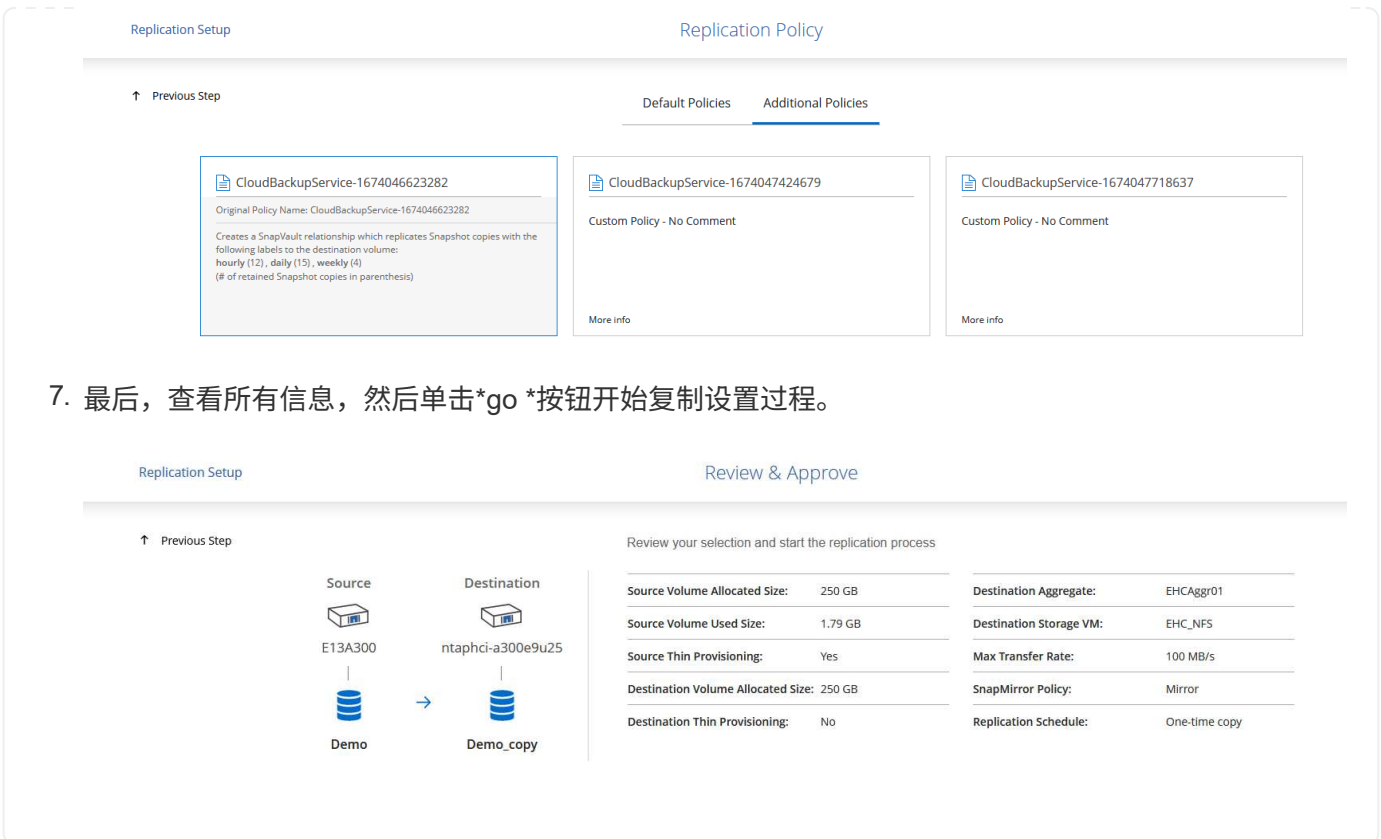 Replication Setup
Replication Policy
↑ Previous Step
Default Policies
Additional Policies
CloudBackupService-1674046623282
Original Policy Name: CloudBackupService-1674046623282
Creates a SnapVault relationship which replicates Snapshot copies with the
following labels to the destination volume:
hourly (12) , daily (15) , weekly (4)
(# of retained Snapshot copies in parenthesis)
CloudBackupService-1674047424679
Custom Policy - No Comment
More info
CloudBackupService-1674047718637
Custom Policy - No Comment
More info
7. 最后，查看所有信息，然后单击*go *按钮开始复制设置过程。
Replication Setup
Review & Approve
↑ Previous Step
Source
Destination
E13A300
ntaphci-a300e9u25
→
Demo
Demo_copy
Review your selection and start the replication process
Source Volume Allocated Size: 250 GB
Source Volume Used Size: 1.79 GB
Source Thin Provisioning: Yes
Destination Volume Allocated Size: 250 GB
Destination Thin Provisioning: No
Destination Aggregate: EHCAggr01
Destination Storage VM: EHC_NFS
Max Transfer Rate: 100 MB/s
SnapMirror Policy: Mirror
Replication Schedule: One-time copy